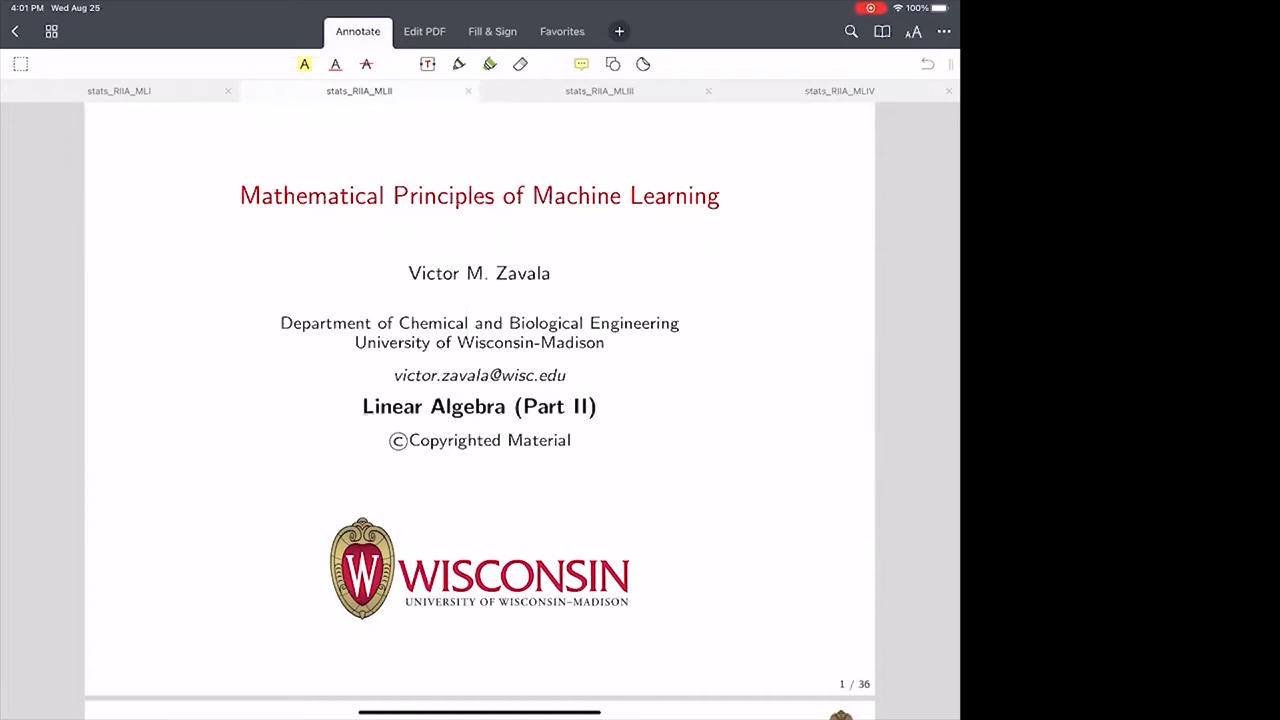 4:01 PM Wed Aug 25
100%
Annotate Edit PDF Fill & Sign Favorites
stats_RIIA_MLI stats_RIIA_MLII stats_RIIA_MLIII stats_RIIA_MLIV
Mathematical Principles of Machine Learning
Victor M. Zavala
Department of Chemical and Biological Engineering
University of Wisconsin-Madison
victor.zavala@wisc.edu
Linear Algebra (Part II)
©Copyrighted Material
W WISCONSIN
UNIVERSITY OF WISCONSIN–MADISON
1 / 36